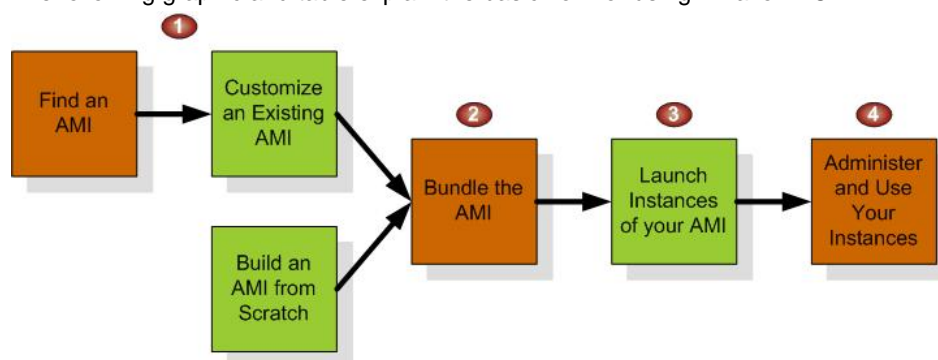 1
Find an
AMI
Customize
an Existing
AMI
Build an
AMI from
Scratch
2
Bundle the
AMI
3
Launch
Instances
of your AMI
4
Administer
and Use
Your
Instances